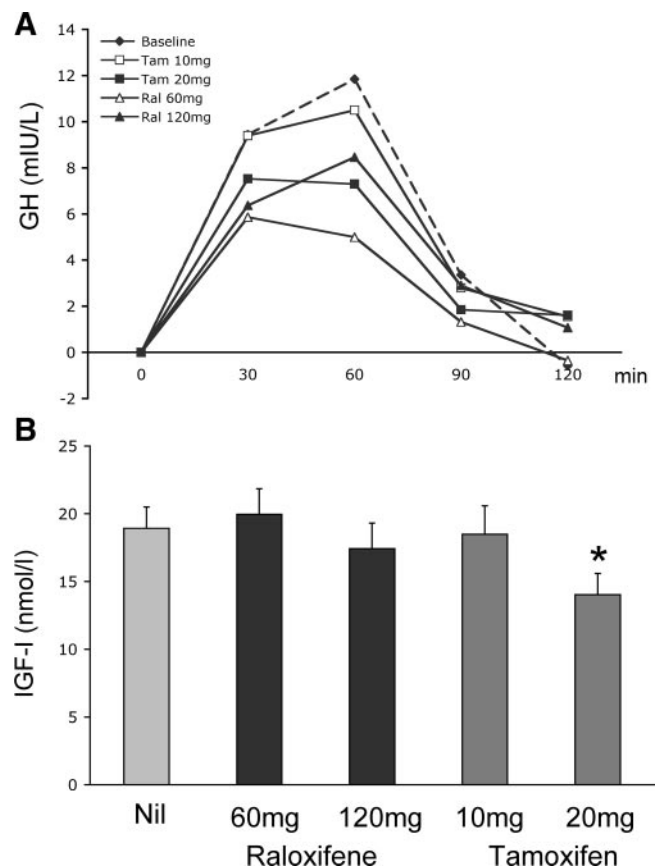 A
Baseline
Tam 10mg
Tam 20mg
Ral 60mg
Ral 120mg
GH (mIU/L)
14
12
10
8
6
4
2
0
-2
0 30 60 90 120 min
B
IGF-I (nmol/l)
25
20
15
10
5
0
*
Nil 60mg 120mg 10mg 20mg
Raloxifene Tamoxifen